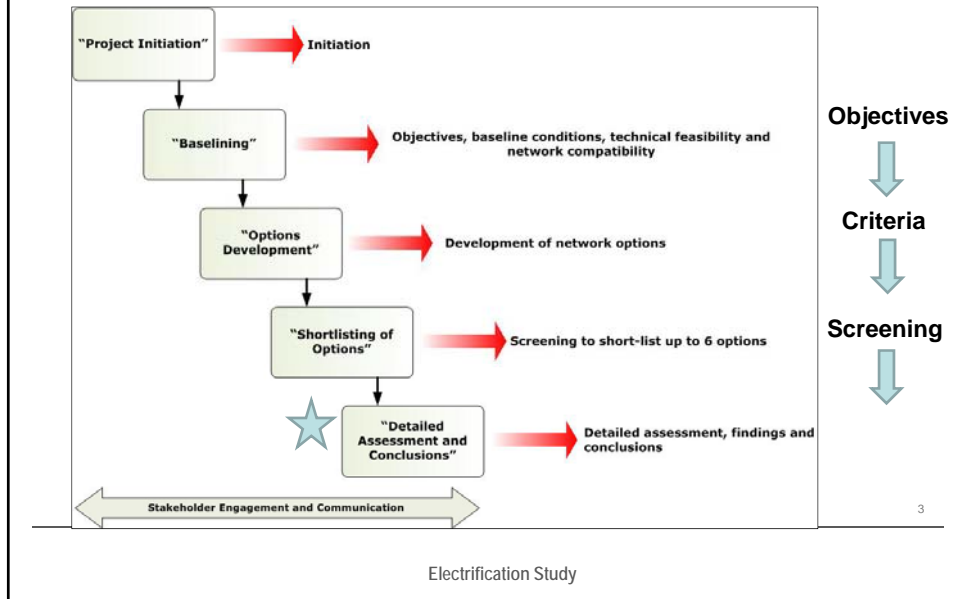 "Project Initiation"
Initiation
"Baselining"
Objectives, baseline conditions, technical feasibility and
network compatibility
"Options
Development"
Development of network options
"Shortlisting of
Options"
Screening to short-list up to 6 options
"Detailed
Assessment and
Conclusions"
Detailed assessment, findings and
conclusions
Stakeholder Engagement and Communication
Objectives
Criteria
Screening
3
Electrification Study